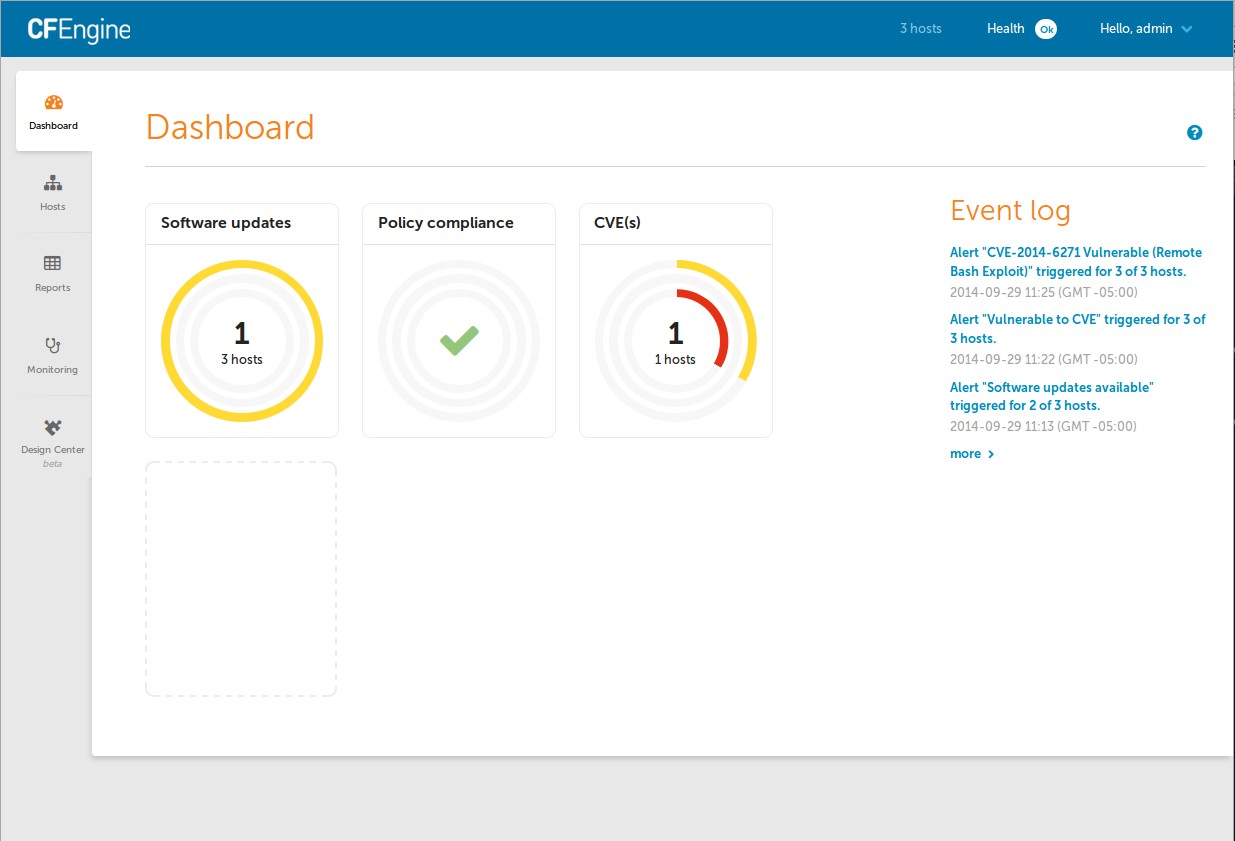 CFEngine
3 hosts
Health
Ok
Hello, admin
Dashboard
Hosts
Reports
Monitoring
Design Center
beta
Dashboard
?
Software updates
1
3 hosts
Policy compliance
CVE(s)
1
1 hosts
Event log
Alert "CVE-2014-6271 Vulnerable (Remote
Bash Exploit)" triggered for 3 of 3 hosts.
2014-09-29 11:25 (GMT -05:00)
Alert "Vulnerable to CVE" triggered for 3 of
3 hosts.
2014-09-29 11:22 (GMT -05:00)
Alert "Software updates available"
triggered for 2 of 3 hosts.
2014-09-29 11:13 (GMT -05:00)
more >